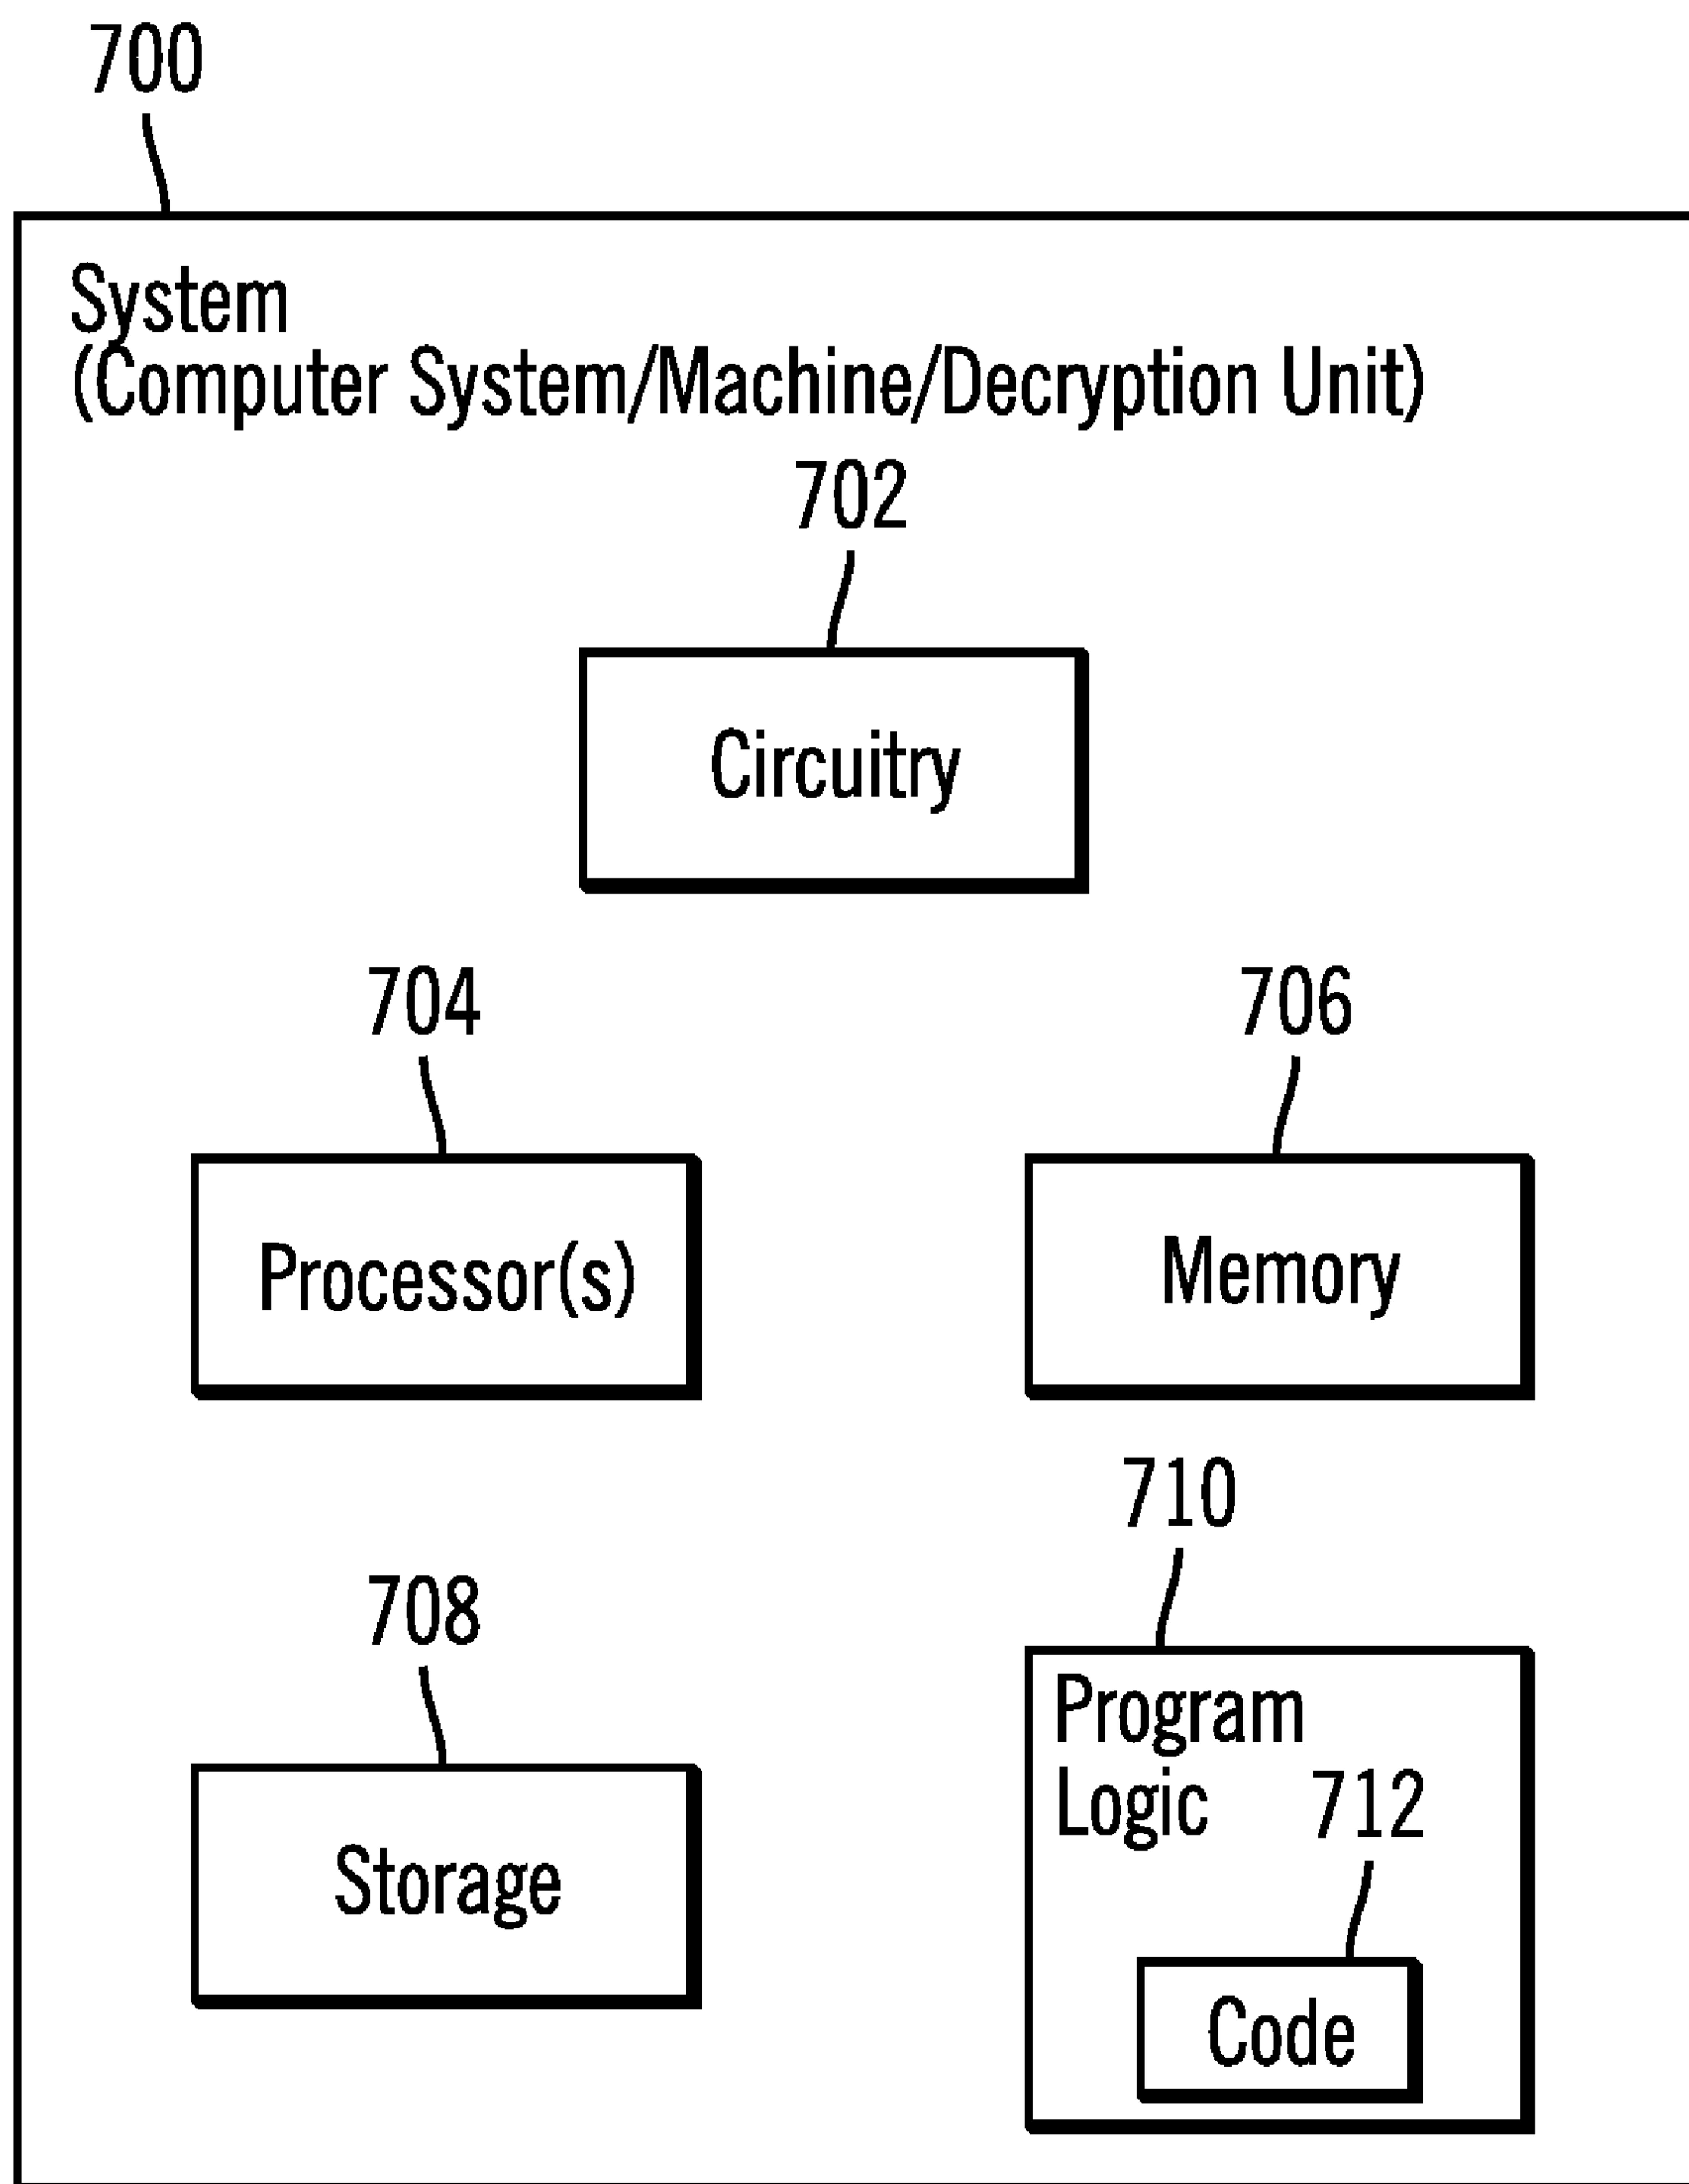 700
System
(Computer System/Machine/Decryption Unit)
702
Circuitry
704
706
Processor(s)
Memory
710
708
Program
Logic
712
Storage
Code